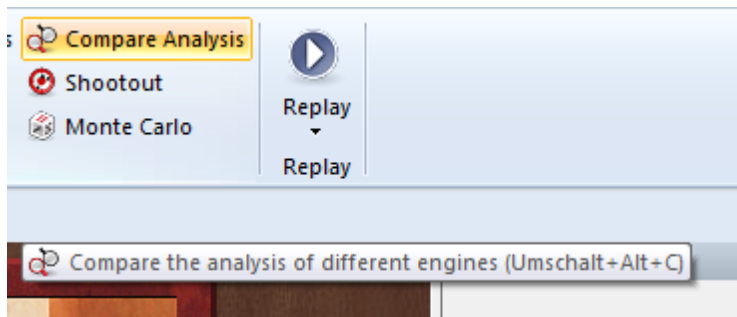 s Compare Analysis
Shootout
Monte Carlo
Replay
Replay
Compare the analysis of different engines (Umschalt+Alt+C)